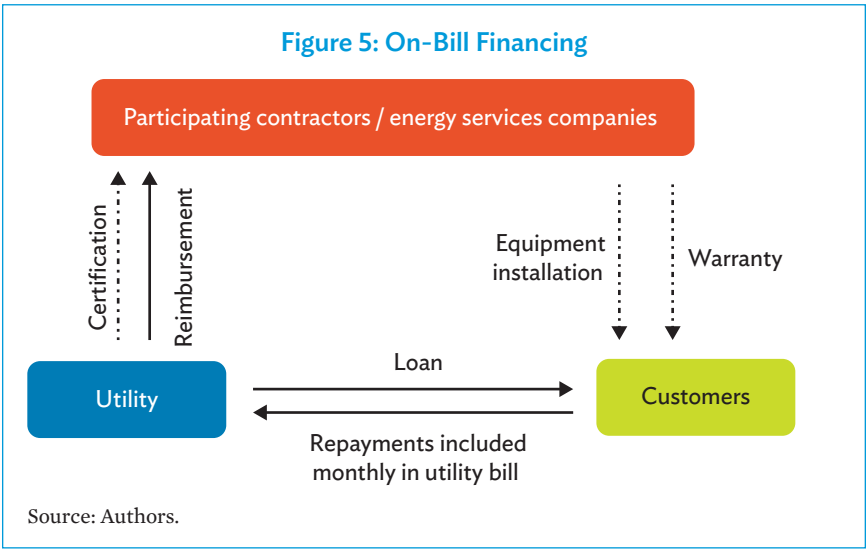 Figure 5: On-Bill Financing
Participating contractors / energy services companies
Certification
Reimbursement
Equipment
installation
Warranty
Utility
Loan
Customers
Repayments included
monthly in utility bill
Source: Authors.